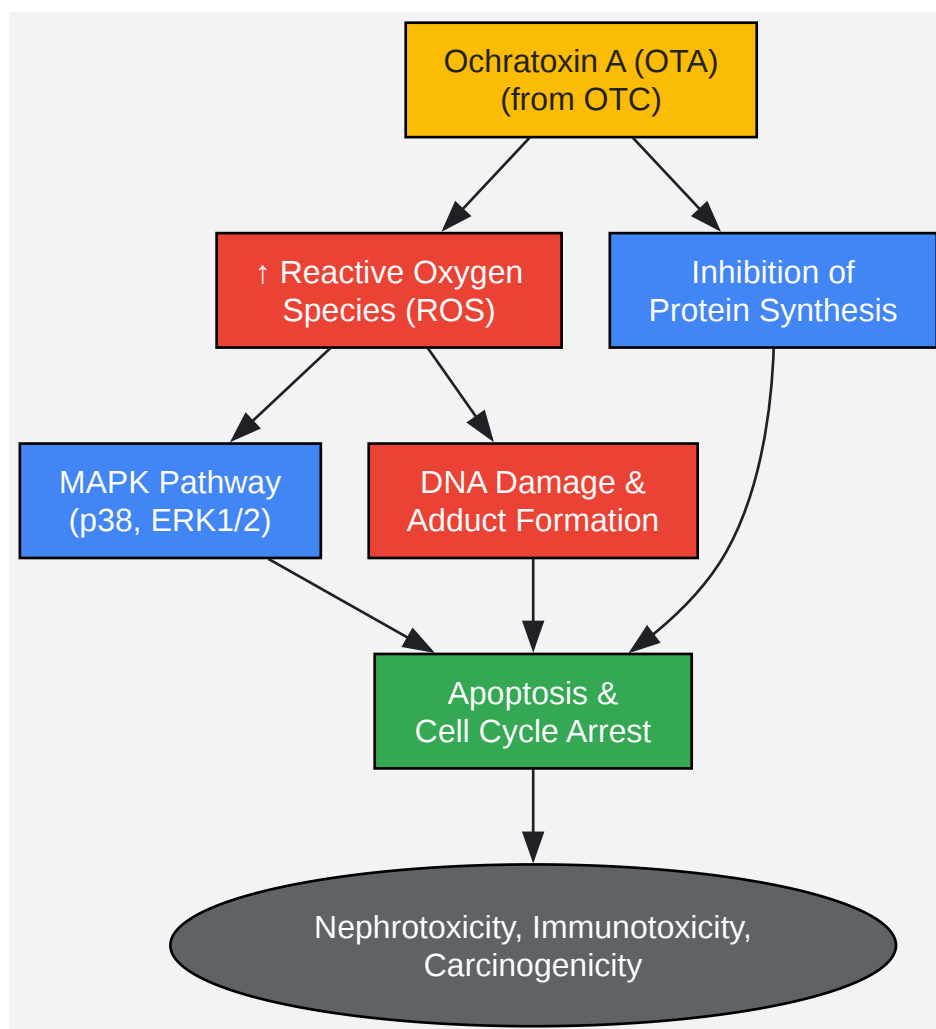 Ochratoxin A (OTA)
(from OTC)
↑ Reactive Oxygen
Species (ROS)
Inhibition of
Protein Synthesis
MAPK Pathway
(p38, ERK1/2)
DNA Damage &
Adduct Formation
Apoptosis &
Cell Cycle Arrest
Nephrotoxicity, Immunotoxicity,
Carcinogenicity